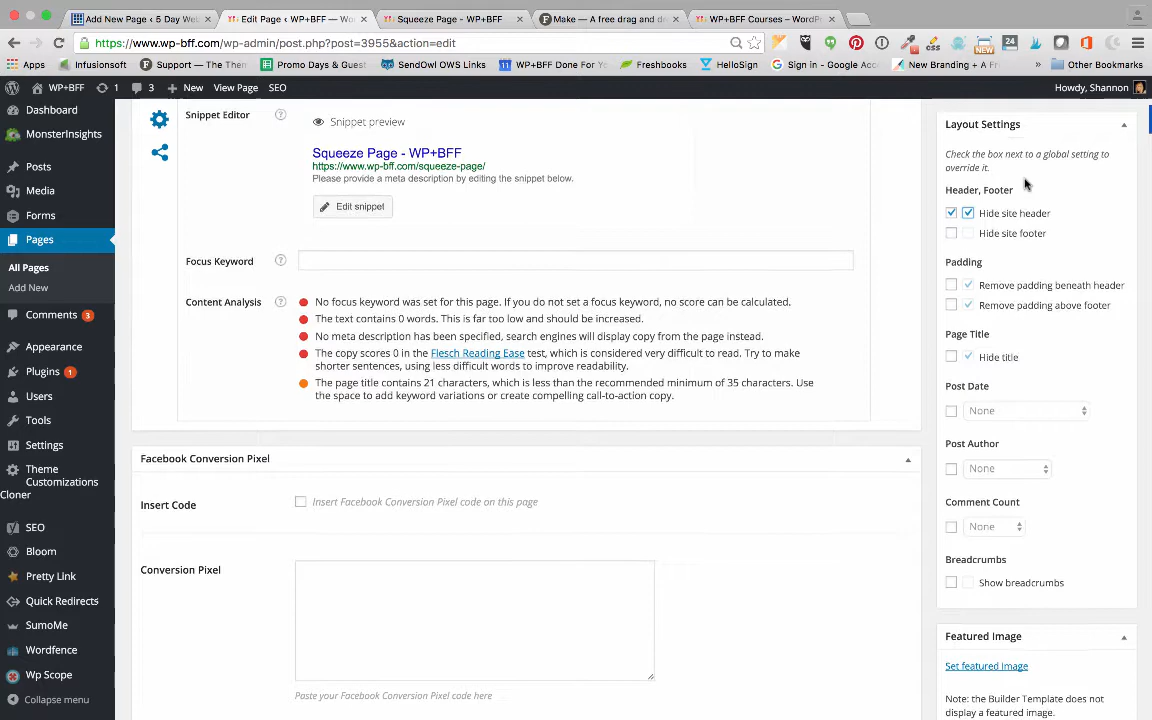 Add New Page ‹ 5 Day Web
Edit Page ‹ WP+BFF — Wo
Squeeze Page - WP+BFF
Make — A free drag and de
WP+BFF Courses – WordPr
https://www.wp-bff.com/wp-admin/post.php?post=3955&action=edit
Apps
Infusionsoft
Support — The Them
Promo Days & Guest
SendOwl OWS Links
WP+BFF Done For Yo
Freshbooks
HelloSign
Sign in - Google Acco
New Branding + A Fr
»
Other Bookmarks
WP+BFF
1
3
New
View Page
SEO
Howdy, Shannon
Dashboard
MonsterInsights
Posts
Media
Forms
Pages
All Pages
Add New
Comments 3
Appearance
Plugins 1
Users
Tools
Settings
Theme
Customizations
Cloner
SEO
Bloom
Pretty Link
Quick Redirects
SumoMe
Wordfence
Wp Scope
Collapse menu
Snippet Editor
Snippet preview
Squeeze Page - WP+BFF
https://www.wp-bff.com/squeeze-page/
Please provide a meta description by editing the snippet below.
Edit snippet
Focus Keyword
Content Analysis
No focus keyword was set for this page. If you do not set a focus keyword, no score can be calculated.
The text contains 0 words. This is far too low and should be increased.
No meta description has been specified, search engines will display copy from the page instead.
The copy scores 0 in the Flesch Reading Ease test, which is considered very difficult to read. Try to make
shorter sentences, using less difficult words to improve readability.
The page title contains 21 characters, which is less than the recommended minimum of 35 characters. Use
the space to add keyword variations or create compelling call-to-action copy.
Facebook Conversion Pixel
Insert Code
Insert Facebook Conversion Pixel code on this page
Conversion Pixel
Paste your Facebook Conversion Pixel code here
Layout Settings
Check the box next to a global setting to
override it.
Header, Footer
Hide site header
Hide site footer
Padding
Remove padding beneath header
Remove padding above footer
Page Title
Hide title
Post Date
None
Post Author
None
Comment Count
None
Breadcrumbs
Show breadcrumbs
Featured Image
Set featured image
Note: the Builder Template does not
display a featured image.